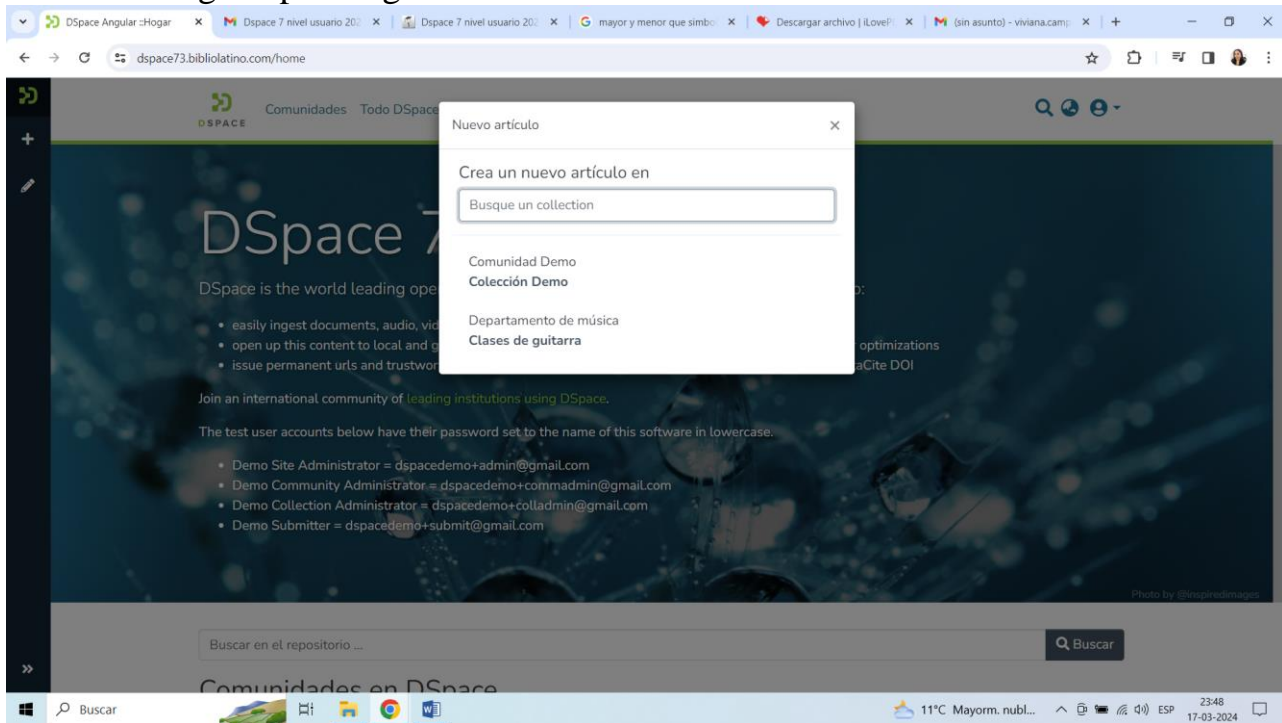 DSpace Angular ::Hogar
Dspace 7 nivel usuario 202
Dspace 7 nivel usuario 202
mayor y menor que simbo
Descargar archivo | iLoveP
(sin asunto) - viviana.camp
dspace73.bibliolatino.com/home
DSPACE
Comunidades Todo DSpace
Nuevo artículo
Crea un nuevo artículo en
Busque un collection
Comunidad Demo
Colección Demo
Departamento de música
Clases de guitarra
DSpace 7
DSpace is the world leading ope
o:
easily ingest documents, audio, vid
open up this content to local and g
optimizations
issue permanent urls and trustwor
aCite DOI
Join an international community of leading institutions using DSpace.
The test user accounts below have their password set to the name of this software in lowercase.
Demo Site Administrator = dspacedemo+admin@gmail.com
Demo Community Administrator = dspacedemo+commadmin@gmail.com
Demo Collection Administrator = dspacedemo+colladmin@gmail.com
Demo Submitter = dspacedemo+submit@gmail.com
Photo by @inspiredimages
Buscar en el repositorio ...
Buscar
Comunidades en DSpace
Buscar
11°C Mayorm. nubl...
ESP
23:48
17-03-2024